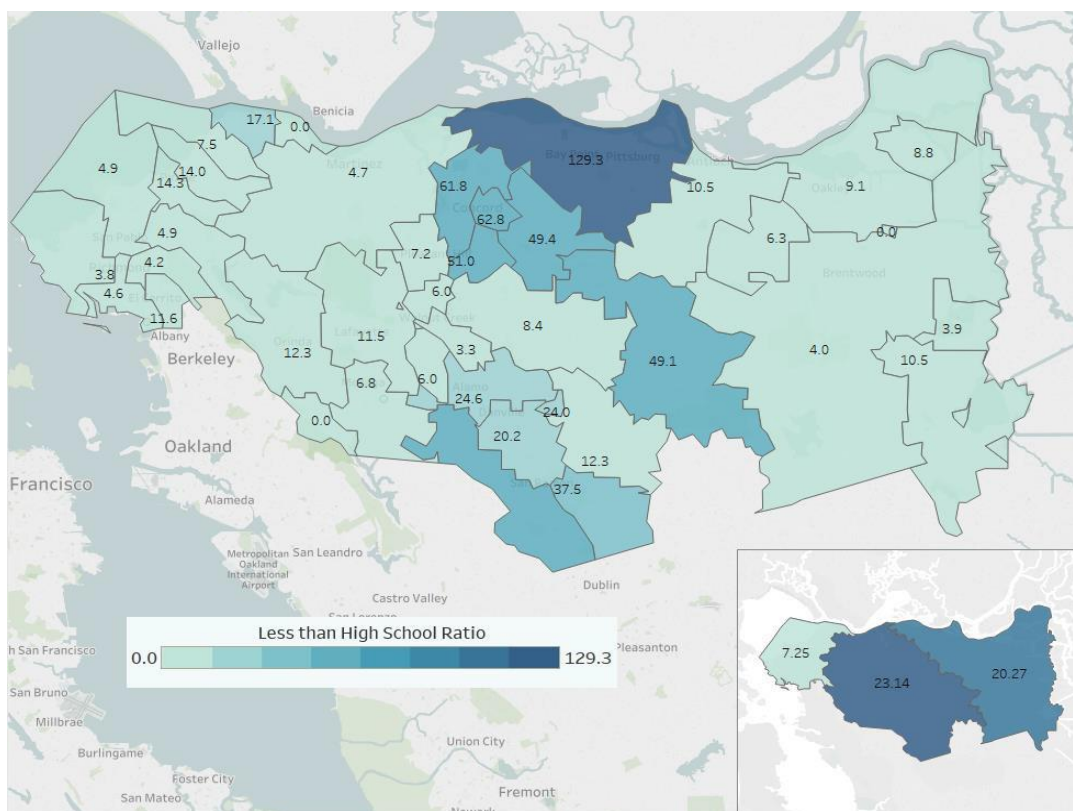 Vallejo
Benicia
17.1
0.0
7.5
4.9
14.0
14.3
4.7
Martinez
129.3
Pittsburg
61.8
Concord
62.8
49.4
51.0
10.5
8.8
9.1
6.3
0.0
Brentwood
4.9
4.2
3.8
4.6
11.6
7.2
6.0
8.4
3.3
6.0
Albany
Berkeley
Orinda
12.3
11.5
6.8
0.0
Alamo
24.6
24.0
20.2
12.3
37.5
49.1
4.0
3.9
10.5
Oakland
Francisco
Alameda
San Leandro
Metropolitan
Oakland
International
Airport
Castro Valley
Dublin
Pleasanton
Less than High School Ratio
0.0
129.3
h San Francisco
San Bruno
Millbrae
Burlingame
Foster City
San Mateo
Union City
Fremont
7.25
23.14
20.27